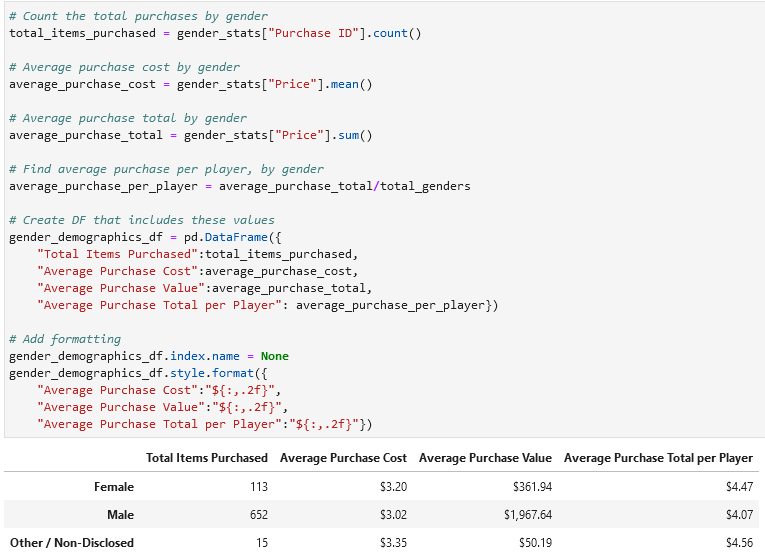 # Count the total purchases by gender
total_items_purchased = gender_stats["Purchase ID"].count()
# Average purchase cost by gender
average_purchase_cost = gender_stats["Price"].mean()
# Average purchase total by gender
average_purchase_total = gender_stats["Price"].sum()
# Find average purchase per player, by gender
average_purchase_per_player = average_purchase_total/total_genders
# Create DF that includes these values
gender_demographics_df = pd.DataFrame({
    "Total Items Purchased":total_items_purchased,
    "Average Purchase Cost":average_purchase_cost,
    "Average Purchase Value":average_purchase_total,
    "Average Purchase Total per Player": average_purchase_per_player})
# Add formatting
gender_demographics_df.index.name = None
gender_demographics_df.style.format({
    "Average Purchase Cost":"${:,.2f}",
    "Average Purchase Value":"${:,.2f}",
    "Average Purchase Total per Player":"${:,.2f}"})
Total Items Purchased Average Purchase Cost Average Purchase Value Average Purchase Total per Player
Female 113 $3.20 $361.94 $4.47
Male 652 $3.02 $1,967.64 $4.07
Other / Non-Disclosed 15 $3.35 $50.19 $4.56